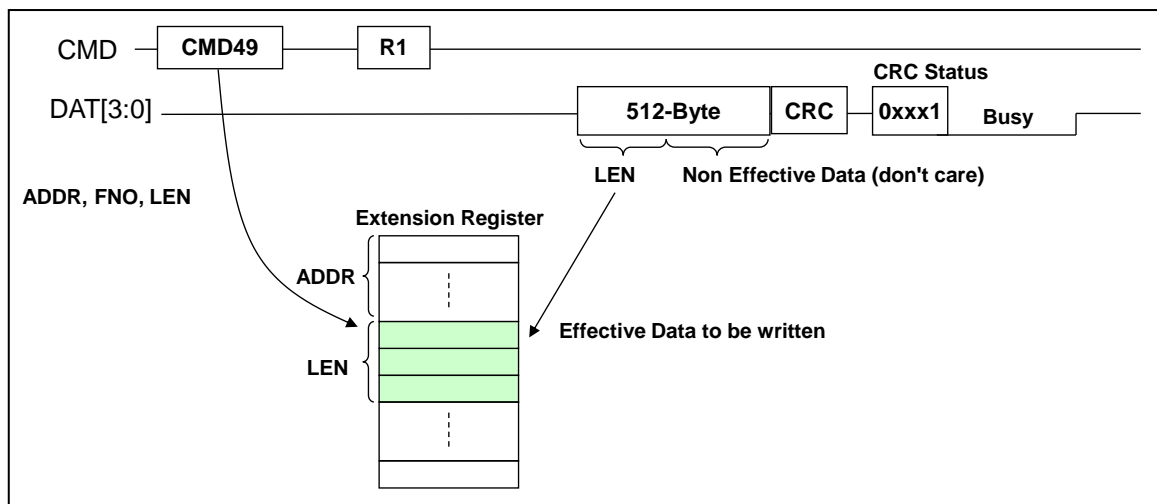 CMD CMD49 R1
CRC Status
DAT[3:0] 512-Byte CRC 0xxx1 Busy
LEN Non Effective Data (don't care)
ADDR, FNO, LEN
Extension Register
ADDR
Effective Data to be written
LEN